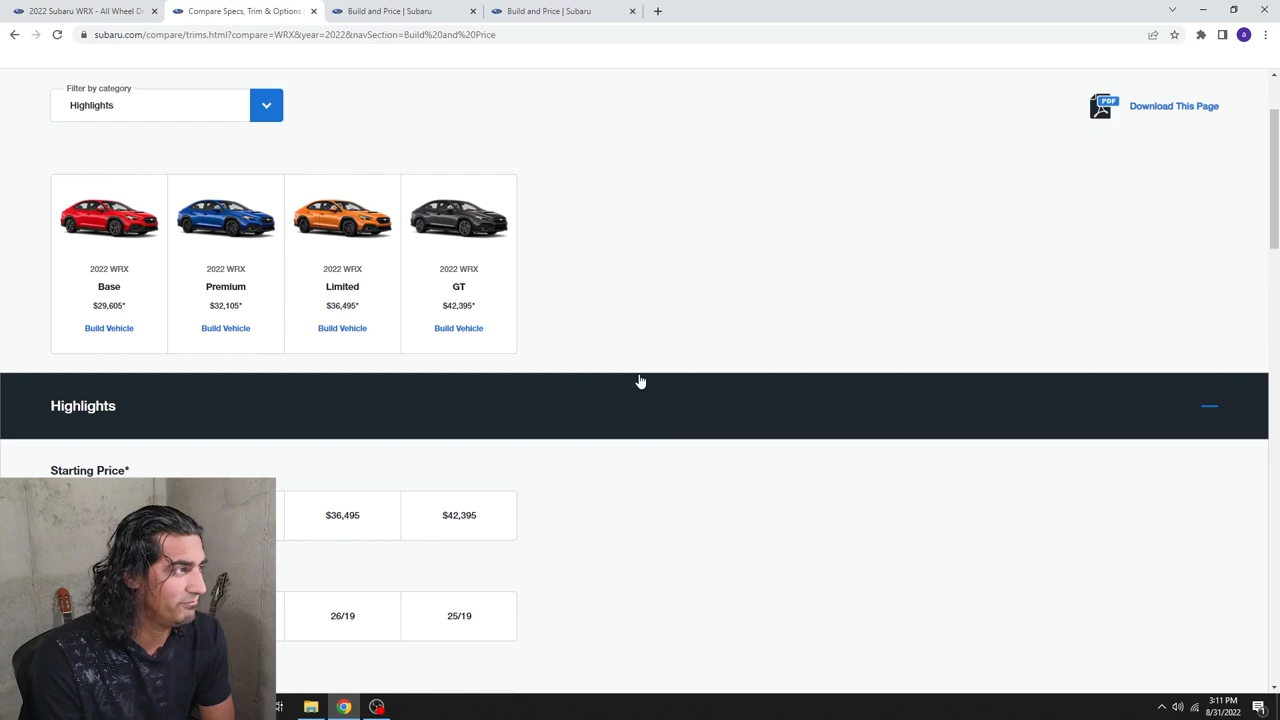 2022 Subaru WRX - All Wheel D
Compare Specs, Trim & Options
Build and Price | Subaru
Build and Price | Subaru
subaru.com/compare/trims.html?compare=WRX&year=2022&navSection=Build%20and%20Price
a
Filter by category
Highlights
PDF
Download This Page
2022 WRX
Base
$29,605*
Build Vehicle
2022 WRX
Premium
$32,105*
Build Vehicle
2022 WRX
Limited
$36,495*
Build Vehicle
2022 WRX
GT
$42,395*
Build Vehicle
Highlights
Starting Price*
$36,495
$42,395
26/19
25/19
3:11 PM
8/31/2022
1